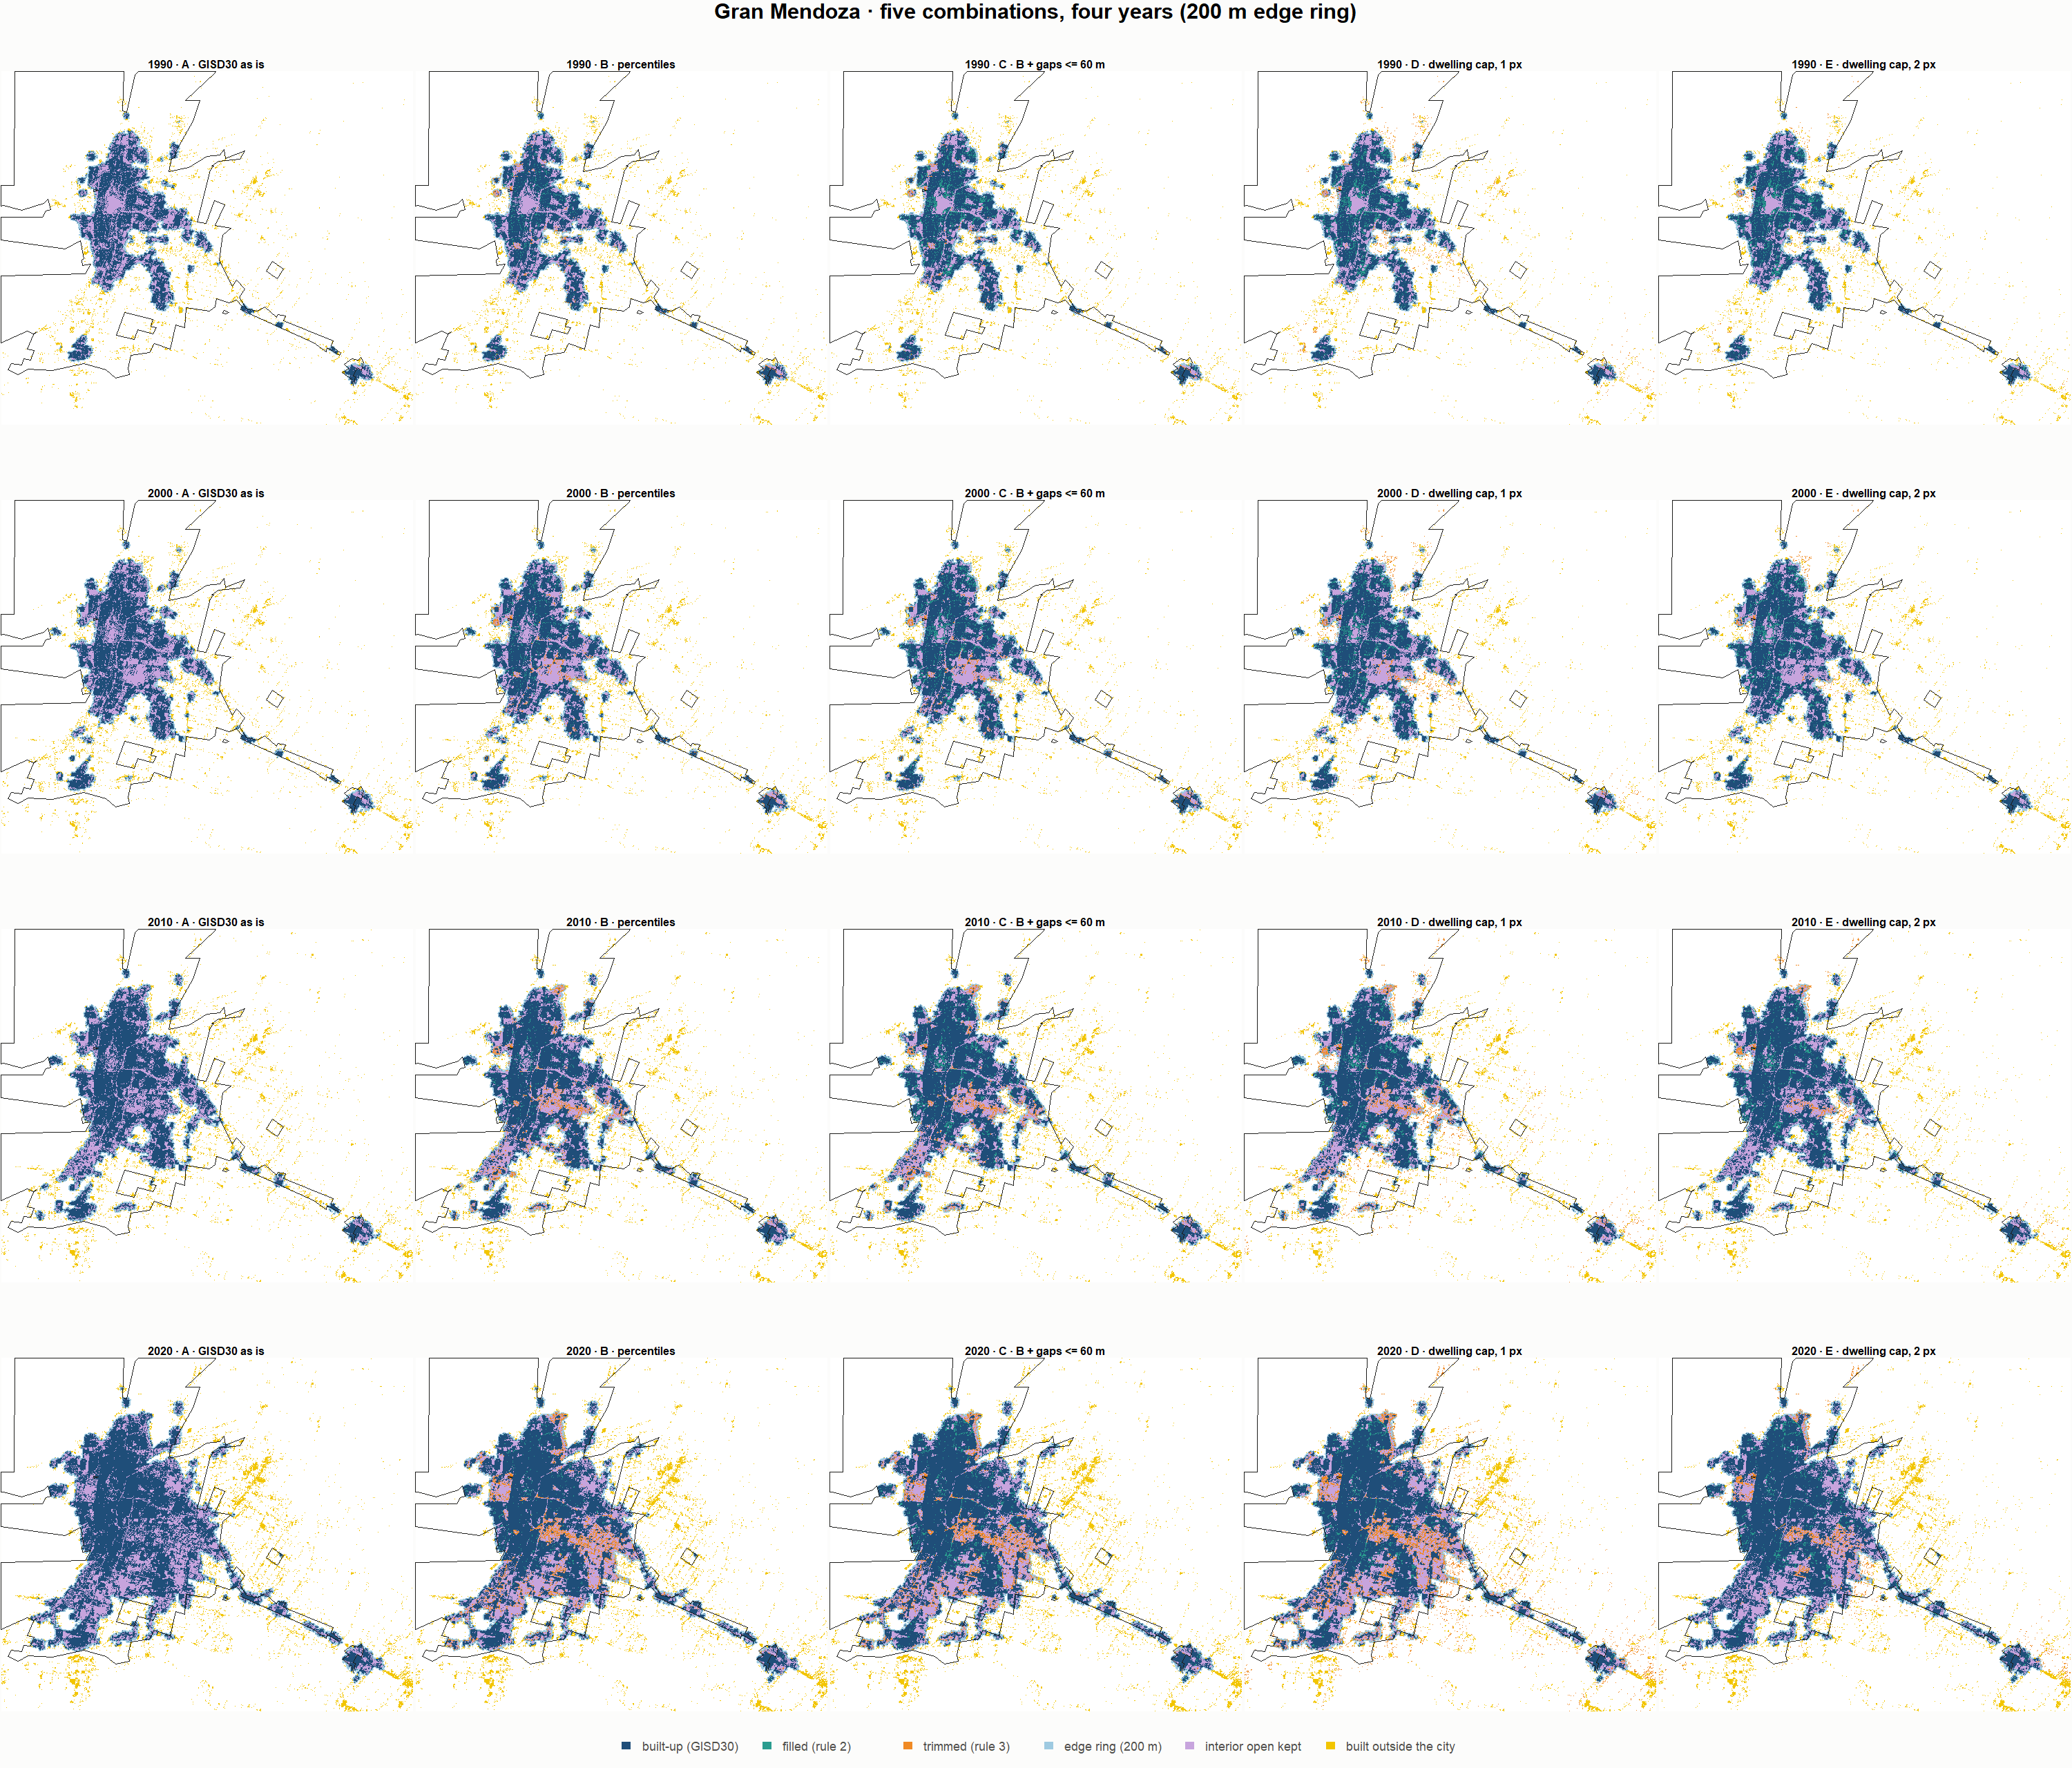 Gran Mendoza · five combinations, four years (200 m edge ring)
1990 · A · GISD30 as is
1990 · B · percentiles
1990 · C · B + gaps <= 60 m
1990 · D · dwelling cap, 1 px
1990 · E · dwelling cap, 2 px
2000 · A · GISD30 as is
2000 · B · percentiles
2000 · C · B + gaps <= 60 m
2000 · D · dwelling cap, 1 px
2000 · E · dwelling cap, 2 px
2010 · A · GISD30 as is
2010 · B · percentiles
2010 · C · B + gaps <= 60 m
2010 · D · dwelling cap, 1 px
2010 · E · dwelling cap, 2 px
2020 · A · GISD30 as is
2020 · B · percentiles
2020 · C · B + gaps <= 60 m
2020 · D · dwelling cap, 1 px
2020 · E · dwelling cap, 2 px
built-up (GISD30)
filled (rule 2)
trimmed (rule 3)
edge ring (200 m)
interior open kept
built outside the city